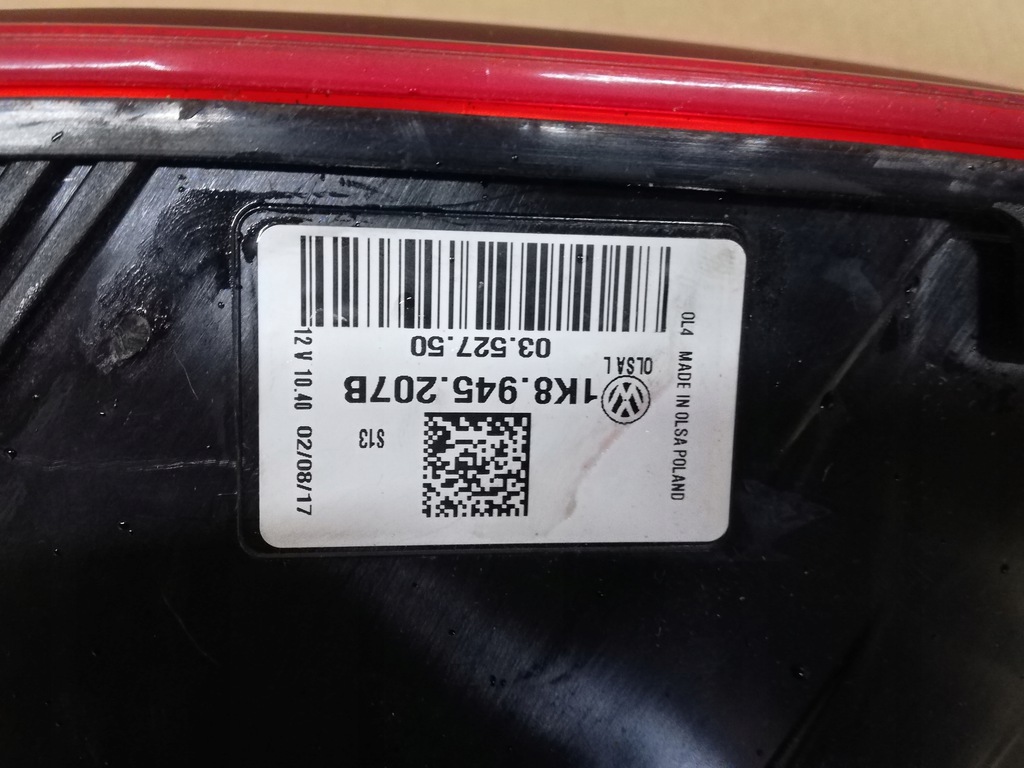 03.527.50
OLSA L
1K8.945.207B
S13
12 V 10.40 02/08/17
OL4 MADE IN OLSA POLAND